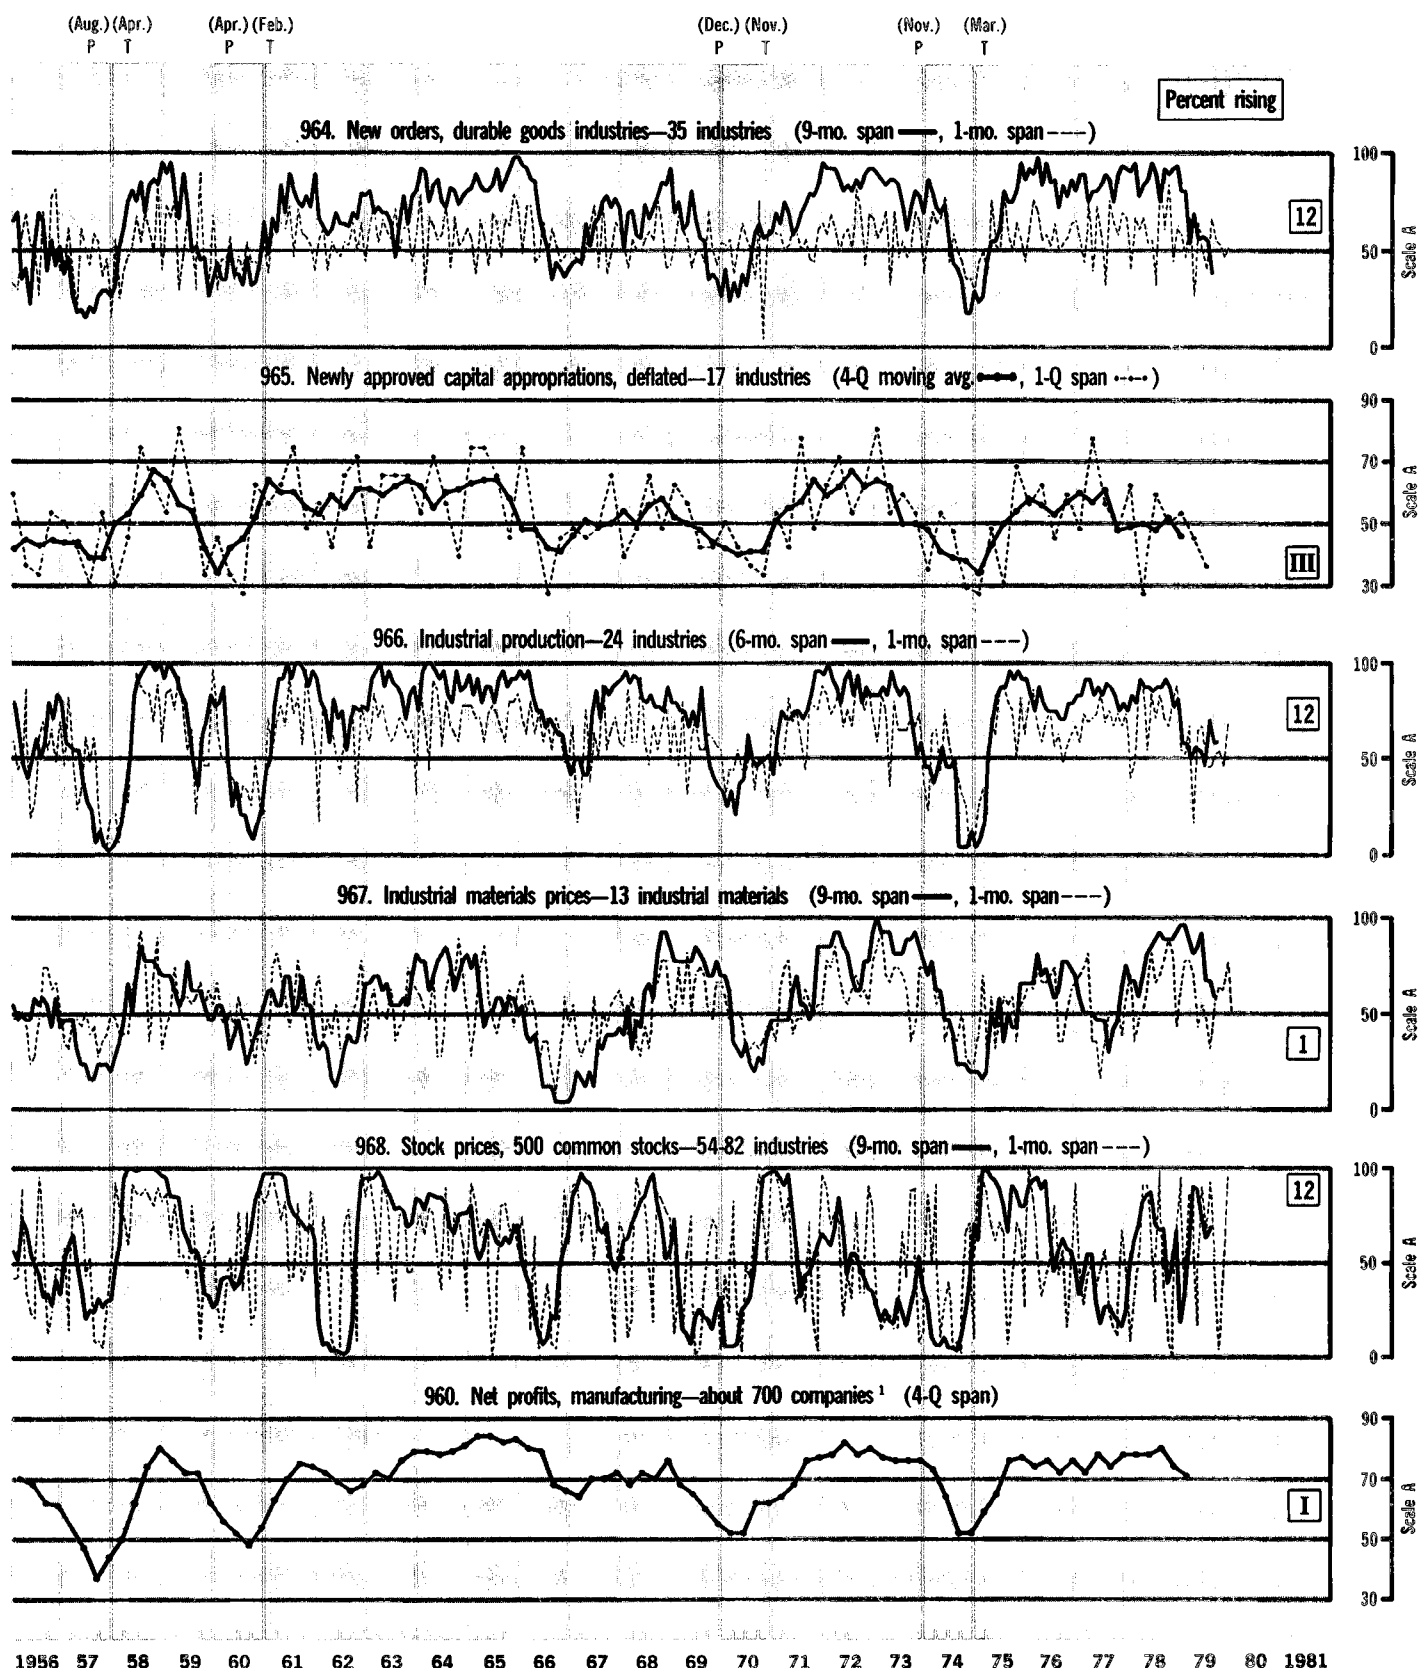 (Aug.) (Apr.) (Apr.) (Feb.) (Dec.) (Nov.) (Nov.) (Mar.)
P T P T P T P T
Percent rising
964. New orders, durable goods industries—35 industries (9-mo. span ——, 1-mo. span ----)
100
12
50
Scale A
0
965. Newly approved capital appropriations, deflated—17 industries (4-Q moving avg. •—•—•, 1-Q span •--•--•)
90
70
Scale A
50
III
30
966. Industrial production—24 industries (6-mo. span ——, 1-mo. span ----)
100
12
50
Scale A
0
967. Industrial materials prices—13 industrial materials (9-mo. span ——, 1-mo. span ----)
100
50
Scale A
1
0
968. Stock prices, 500 common stocks—54-82 industries (9-mo. span ——, 1-mo. span ----)
100
12
50
Scale A
0
960. Net profits, manufacturing—about 700 companies ¹ (4-Q span)
90
70
I
Scale A
50
30
1956 57 58 59 60 61 62 63 64 65 66 67 68 69 70 71 72 73 74 75 76 77 78 79 80 1981